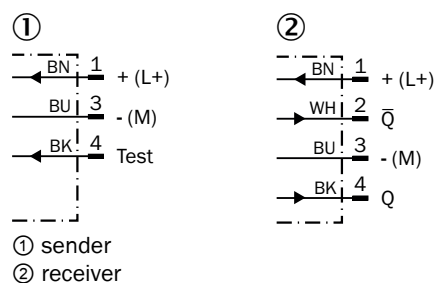 ①
BN 1 + (L+)
BU 3 - (M)
BK 4 Test
②
BN 1 + (L+)
WH 2 Q̅
BU 3 - (M)
BK 4 Q
① sender
② receiver